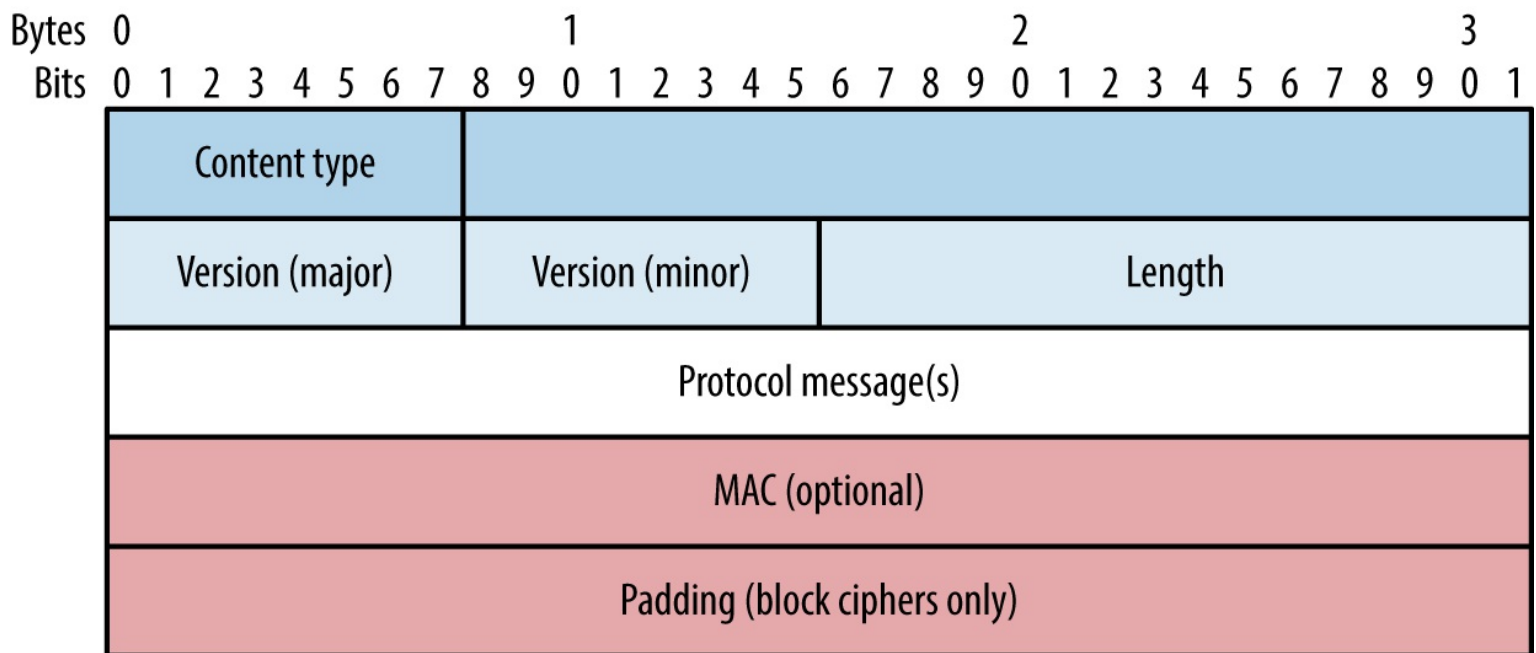 Bytes 0 1 2 3
Bits 0 1 2 3 4 5 6 7 8 9 0 1 2 3 4 5 6 7 8 9 0 1 2 3 4 5 6 7 8 9 0 1
Content type
Version (major) Version (minor) Length
Protocol message(s)
MAC (optional)
Padding (block ciphers only)